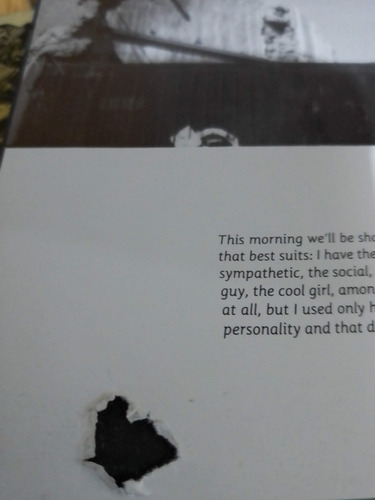 This morning we'll be sho
that best suits: I have the
sympathetic, the social,
guy, the cool girl, amon
at all, but I used only h
personality and that d